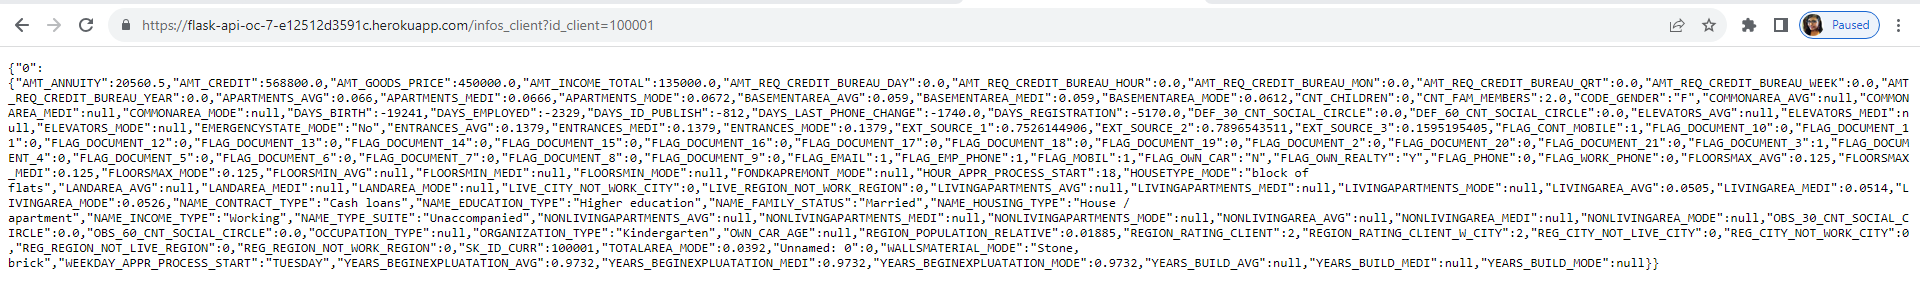 https://flask-api-oc-7-e12512d3591c.herokuapp.com/infos_client?id_client=100001
Paused
{"0":
{"AMT_ANNUITY":20560.5,"AMT_CREDIT":568800.0,"AMT_GOODS_PRICE":450000.0,"AMT_INCOME_TOTAL":135000.0,"AMT_REQ_CREDIT_BUREAU_DAY":0.0,"AMT_REQ_CREDIT_BUREAU_HOUR":0.0,"AMT_REQ_CREDIT_BUREAU_MON":0.0,"AMT_REQ_CREDIT_BUREAU_QRT":0.0,"AMT_REQ_CREDIT_BUREAU_WEEK":0.0,"AMT
_REQ_CREDIT_BUREAU_YEAR":0.0,"APARTMENTS_AVG":0.066,"APARTMENTS_MEDI":0.0666,"APARTMENTS_MODE":0.0672,"BASEMENTAREA_AVG":0.059,"BASEMENTAREA_MEDI":0.059,"BASEMENTAREA_MODE":0.0612,"CNT_CHILDREN":0,"CNT_FAM_MEMBERS":2.0,"CODE_GENDER":"F","COMMONAREA_AVG":null,"COMMON
AREA_MEDI":null,"COMMONAREA_MODE":null,"DAYS_BIRTH":-19241,"DAYS_EMPLOYED":-2329,"DAYS_ID_PUBLISH":-812,"DAYS_LAST_PHONE_CHANGE":-1740.0,"DAYS_REGISTRATION":-5170.0,"DEF_30_CNT_SOCIAL_CIRCLE":0.0,"DEF_60_CNT_SOCIAL_CIRCLE":0.0,"ELEVATORS_AVG":null,"ELEVATORS_MEDI":n
ull,"ELEVATORS_MODE":null,"EMERGENCYSTATE_MODE":"No","ENTRANCES_AVG":0.1379,"ENTRANCES_MEDI":0.1379,"ENTRANCES_MODE":0.1379,"EXT_SOURCE_1":0.7526144906,"EXT_SOURCE_2":0.7896543511,"EXT_SOURCE_3":0.1595195405,"FLAG_CONT_MOBILE":1,"FLAG_DOCUMENT_10":0,"FLAG_DOCUMENT_1
1":0,"FLAG_DOCUMENT_12":0,"FLAG_DOCUMENT_13":0,"FLAG_DOCUMENT_14":0,"FLAG_DOCUMENT_15":0,"FLAG_DOCUMENT_16":0,"FLAG_DOCUMENT_17":0,"FLAG_DOCUMENT_18":0,"FLAG_DOCUMENT_19":0,"FLAG_DOCUMENT_2":0,"FLAG_DOCUMENT_20":0,"FLAG_DOCUMENT_21":0,"FLAG_DOCUMENT_3":1,"FLAG_DOCUM
ENT_4":0,"FLAG_DOCUMENT_5":0,"FLAG_DOCUMENT_6":0,"FLAG_DOCUMENT_7":0,"FLAG_DOCUMENT_8":0,"FLAG_DOCUMENT_9":0,"FLAG_EMAIL":1,"FLAG_EMP_PHONE":1,"FLAG_MOBIL":1,"FLAG_OWN_CAR":"N","FLAG_OWN_REALTY":"Y","FLAG_PHONE":0,"FLAG_WORK_PHONE":0,"FLOORSMAX_AVG":0.125,"FLOORSMAX
_MEDI":0.125,"FLOORSMAX_MODE":0.125,"FLOORSMIN_AVG":null,"FLOORSMIN_MEDI":null,"FLOORSMIN_MODE":null,"FONDKAPREMONT_MODE":null,"HOUR_APPR_PROCESS_START":18,"HOUSETYPE_MODE":"block of
flats","LANDAREA_AVG":null,"LANDAREA_MEDI":null,"LANDAREA_MODE":null,"LIVE_CITY_NOT_WORK_CITY":0,"LIVE_REGION_NOT_WORK_REGION":0,"LIVINGAPARTMENTS_AVG":null,"LIVINGAPARTMENTS_MEDI":null,"LIVINGAPARTMENTS_MODE":null,"LIVINGAREA_AVG":0.0505,"LIVINGAREA_MEDI":0.0514,"L
IVINGAREA_MODE":0.0526,"NAME_CONTRACT_TYPE":"Cash loans","NAME_EDUCATION_TYPE":"Higher education","NAME_FAMILY_STATUS":"Married","NAME_HOUSING_TYPE":"House /
apartment","NAME_INCOME_TYPE":"Working","NAME_TYPE_SUITE":"Unaccompanied","NONLIVINGAPARTMENTS_AVG":null,"NONLIVINGAPARTMENTS_MEDI":null,"NONLIVINGAPARTMENTS_MODE":null,"NONLIVINGAREA_AVG":null,"NONLIVINGAREA_MEDI":null,"NONLIVINGAREA_MODE":null,"OBS_30_CNT_SOCIAL_C
IRCLE":0.0,"OBS_60_CNT_SOCIAL_CIRCLE":0.0,"OCCUPATION_TYPE":null,"ORGANIZATION_TYPE":"Kindergarten","OWN_CAR_AGE":null,"REGION_POPULATION_RELATIVE":0.01885,"REGION_RATING_CLIENT":2,"REGION_RATING_CLIENT_W_CITY":2,"REG_CITY_NOT_LIVE_CITY":0,"REG_CITY_NOT_WORK_CITY":0
,"REG_REGION_NOT_LIVE_REGION":0,"REG_REGION_NOT_WORK_REGION":0,"SK_ID_CURR":100001,"TOTALAREA_MODE":0.0392,"Unnamed: 0":0,"WALLSMATERIAL_MODE":"Stone,
brick","WEEKDAY_APPR_PROCESS_START":"TUESDAY","YEARS_BEGINEXPLUATATION_AVG":0.9732,"YEARS_BEGINEXPLUATATION_MEDI":0.9732,"YEARS_BEGINEXPLUATATION_MODE":0.9732,"YEARS_BUILD_AVG":null,"YEARS_BUILD_MEDI":null,"YEARS_BUILD_MODE":null}}